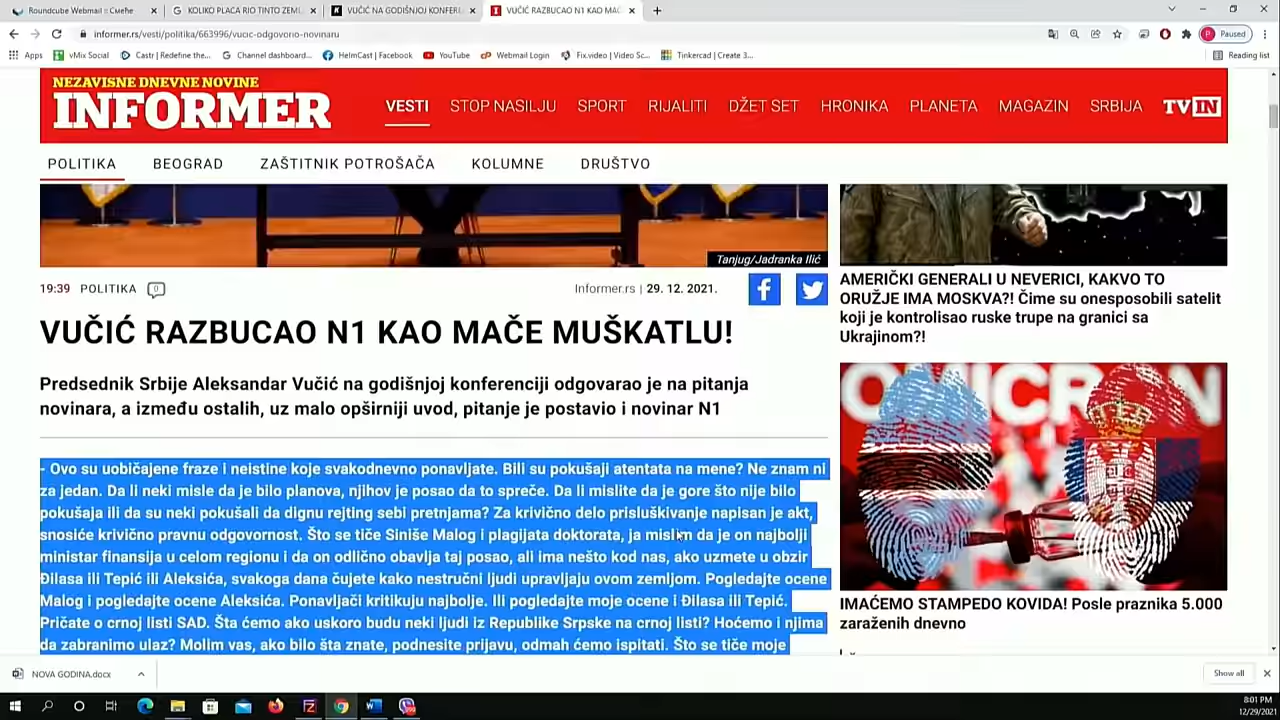 Roundcube Webmail :: Смеће
KOLIKO PLACA RIO TINTO ZEML
VUČIĆ NA GODIŠNJOJ KONFERI
VUČIĆ RAZBUCAO N1 KAO MAČ
informer.rs/vesti/politika/663996/vucic-odgovorio-novinaru
P Paused
Apps
vMix Social
Castr | Redefine the...
Channel dashboard...
HelmCast | Facebook
YouTube
Webmail Login
Fix.video | Video Sc...
Tinkercad | Create 3...
Reading list
NEZAVISNE DNEVNE NOVINE
INFORMER
VESTI STOP NASILJU SPORT RIJALITI DŽET SET HRONIKA PLANETA MAGAZIN SRBIJA TV IN
POLITIKA BEOGRAD ZAŠTITNIK POTROŠAČA KOLUMNE DRUŠTVO
Tanjug/Jadranka Ilić
19:39 POLITIKA 0 Informer.rs | 29. 12. 2021.
VUČIĆ RAZBUCAO N1 KAO MAČE MUŠKATLU!
Predsednik Srbije Aleksandar Vučić na godišnjoj konferenciji odgovarao je na pitanja
novinara, a između ostalih, uz malo opširniji uvod, pitanje je postavio i novinar N1
- Ovo su uobičajene fraze i neistine koje svakodnevno ponavljate. Bili su pokušaji atentata na mene? Ne znam ni
za jedan. Da li neki misle da je bilo planova, njihov je posao da to spreče. Da li mislite da je gore što nije bilo
pokušaja ili da su neki pokušali da dignu rejting sebi pretnjama? Za krivično delo prisluškivanje napisan je akt,
snosiće krivično pravnu odgovornost. Što se tiče Siniše Malog i plagijata doktorata, ja mislim da je on najbolji
ministar finansija u celom regionu i da on odlično obavlja taj posao, ali ima nešto kod nas, ako uzmete u obzir
Đilasa ili Tepić ili Aleksića, svakoga dana čujete kako nestručni ljudi upravljaju ovom zemljom. Pogledajte ocene
Malog i pogledajte ocene Aleksića. Ponavljači kritikuju najbolje. Ili pogledajte moje ocene i Đilasa ili Tepić.
Pričate o crnoj listi SAD. Šta ćemo ako uskoro budu neki ljudi iz Republike Srpske na crnoj listi? Hoćemo i njima
da zabranimo ulaz? Molim vas, ako bilo šta znate, podnesite prijavu, odmah ćemo ispitati. Što se tiče moje
AMERIČKI GENERALI U NEVERICI, KAKVO TO
ORUŽJE IMA MOSKVA?! Čime su onesposobili satelit
koji je kontrolisao ruske trupe na granici sa
Ukrajinom?!
OMICRON
IMAĆEMO STAMPEDO KOVIDA! Posle praznika 5.000
zaraženih dnevno
NOVA GODINA.docx
Show all
8:01 PM
12/29/2021